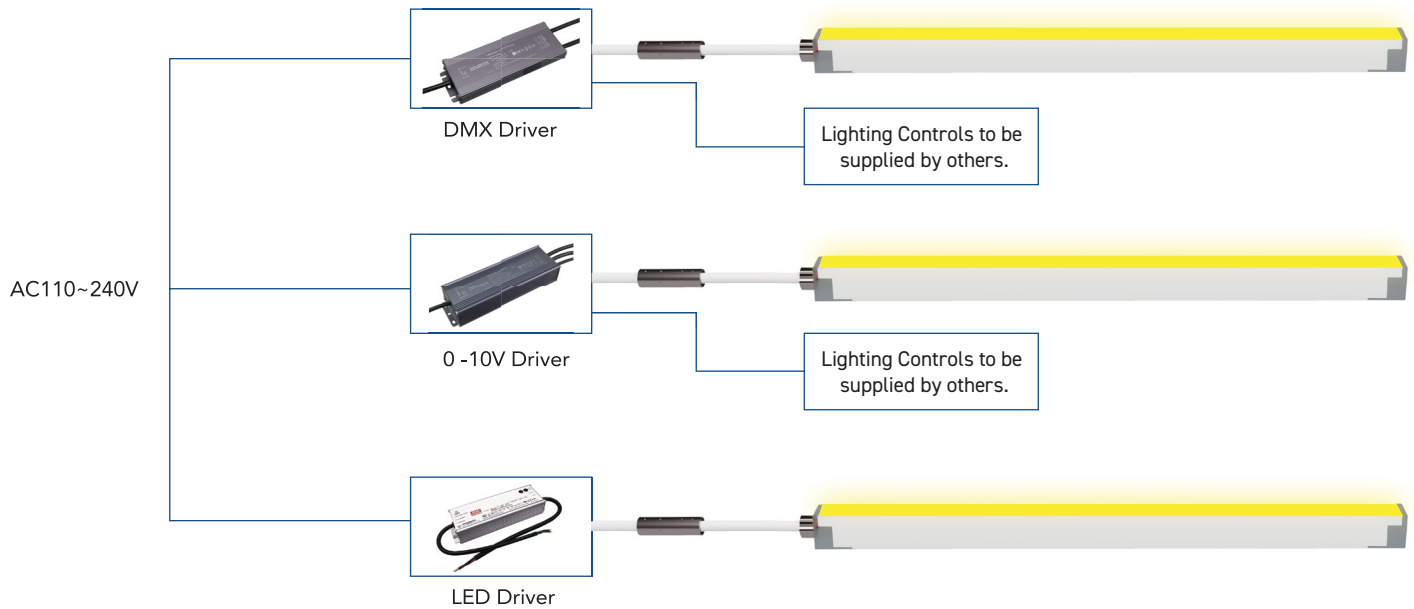 DMX Driver
Lighting Controls to be
supplied by others.
AC110~240V
0 -10V Driver
Lighting Controls to be
supplied by others.
LED Driver